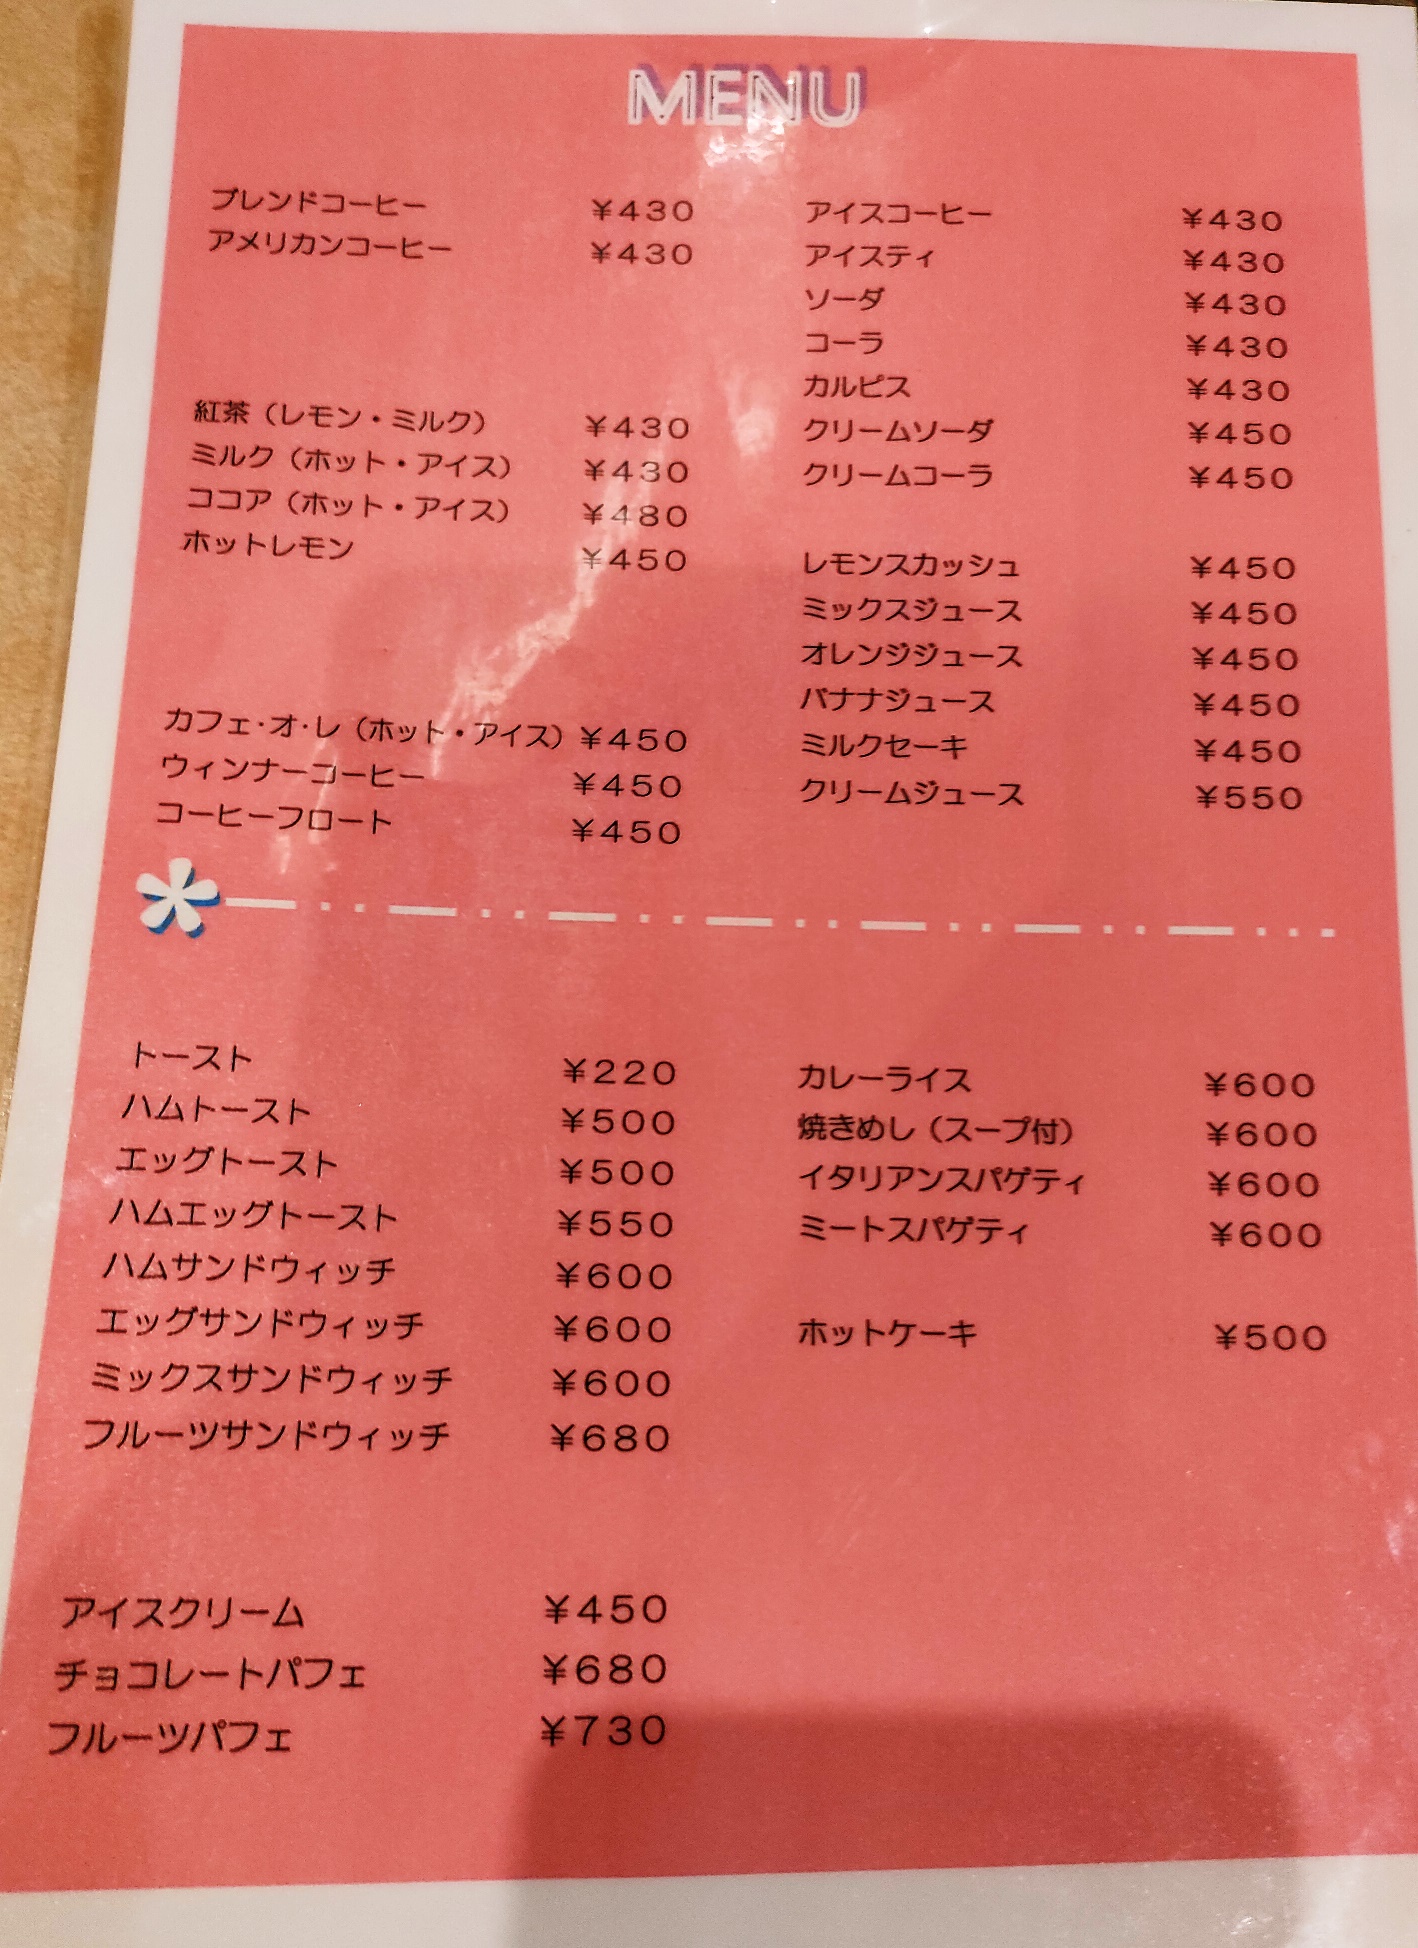 MENU
ブレンドコーヒー ¥430
アメリカンコーヒー ¥430
紅茶（レモン・ミルク） ¥430
ミルク（ホット・アイス） ¥430
ココア（ホット・アイス） ¥480
ホットレモン ¥450
カフェ・オ・レ（ホット・アイス） ¥450
ウィンナーコーヒー ¥450
コーヒーフロート ¥450
アイスコーヒー ¥430
アイスティ ¥430
ソーダ ¥430
コーラ ¥430
カルピス ¥430
クリームソーダ ¥450
クリームコーラ ¥450
レモンスカッシュ ¥450
ミックスジュース ¥450
オレンジジュース ¥450
バナナジュース ¥450
ミルクセーキ ¥450
クリームジュース ¥550
トースト ¥220
ハムトースト ¥500
エッグトースト ¥500
ハムエッグトースト ¥550
ハムサンドウィッチ ¥600
エッグサンドウィッチ ¥600
ミックスサンドウィッチ ¥600
フルーツサンドウィッチ ¥680
アイスクリーム ¥450
チョコレートパフェ ¥680
フルーツパフェ ¥730
カレーライス ¥600
焼きめし（スープ付） ¥600
イタリアンスパゲティ ¥600
ミートスパゲティ ¥600
ホットケーキ ¥500